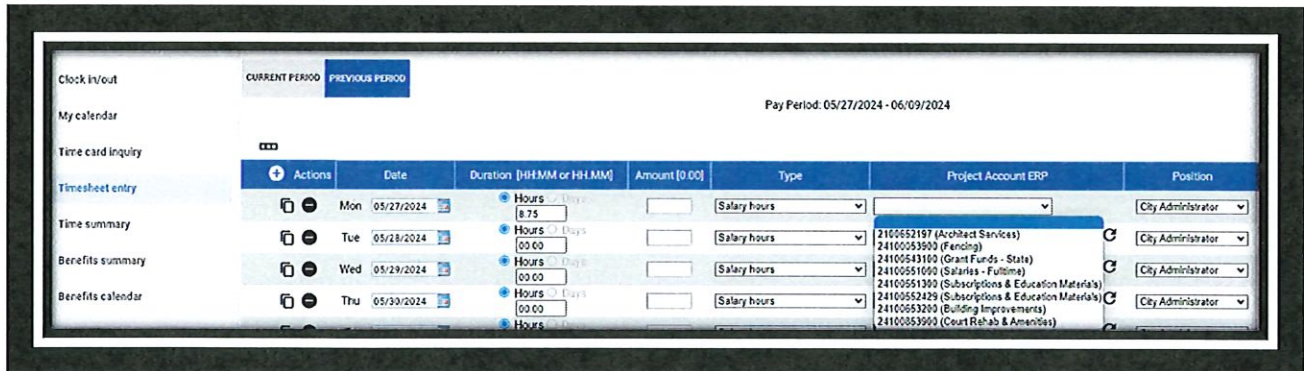 Clock in/out
My calendar
Time card inquiry
Timesheet entry
Time summary
Benefits summary
Benefits calendar
CURRENT PERIOD PREVIOUS PERIOD
Pay Period: 05/27/2024 - 06/09/2024
Actions Date Duration [HH:MM or HH.MM] Amount [0.00] Type Project Account ERP Position
Mon 05/27/2024 Hours Days 8.75 Salary hours City Administrator
Tue 05/28/2024 Hours Days 00:00 Salary hours City Administrator
Wed 05/29/2024 Hours Days 00:00 Salary hours City Administrator
Thu 05/30/2024 Hours Days 00:00 Salary hours City Administrator
Hours
2100652197 (Architect Services)
24100053900 (Fencing)
24100543100 (Grant Funds - State)
24100551000 (Salaries - Fulltime)
24100551300 (Subscriptions & Education Materials)
24100552429 (Subscriptions & Education Materials)
24100653200 (Building Improvements)
24100853900 (Court Rehab & Amenities)